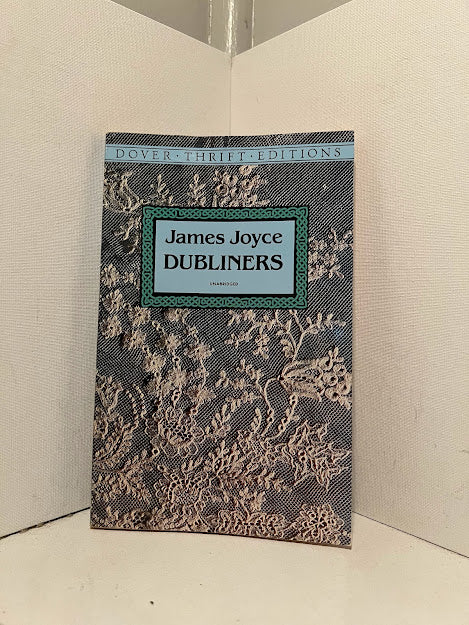 DOVER · THRIFT · EDITIONS
James Joyce
DUBLINERS
UNABRIDGED